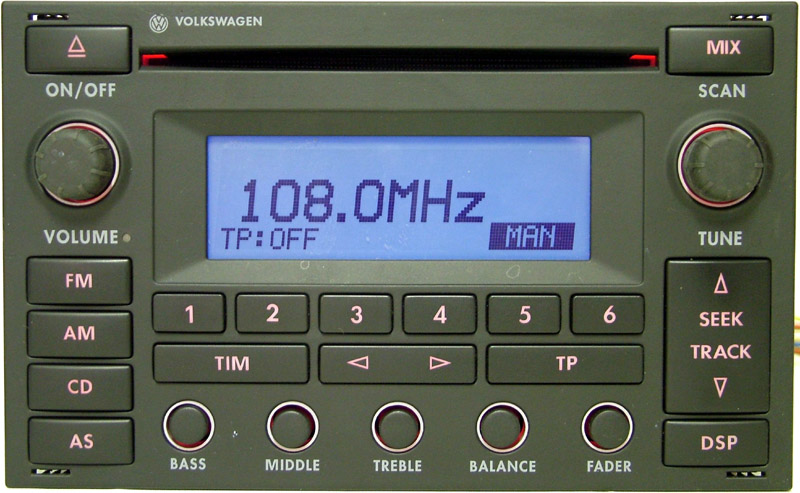 VOLKSWAGEN
MIX
ON/OFF
SCAN
108.0MHz
TP:OFF MAN
VOLUME
TUNE
FM
AM
CD
AS
1 2 3 4 5 6
TIM
TP
SEEK
TRACK
DSP
BASS MIDDLE TREBLE BALANCE FADER